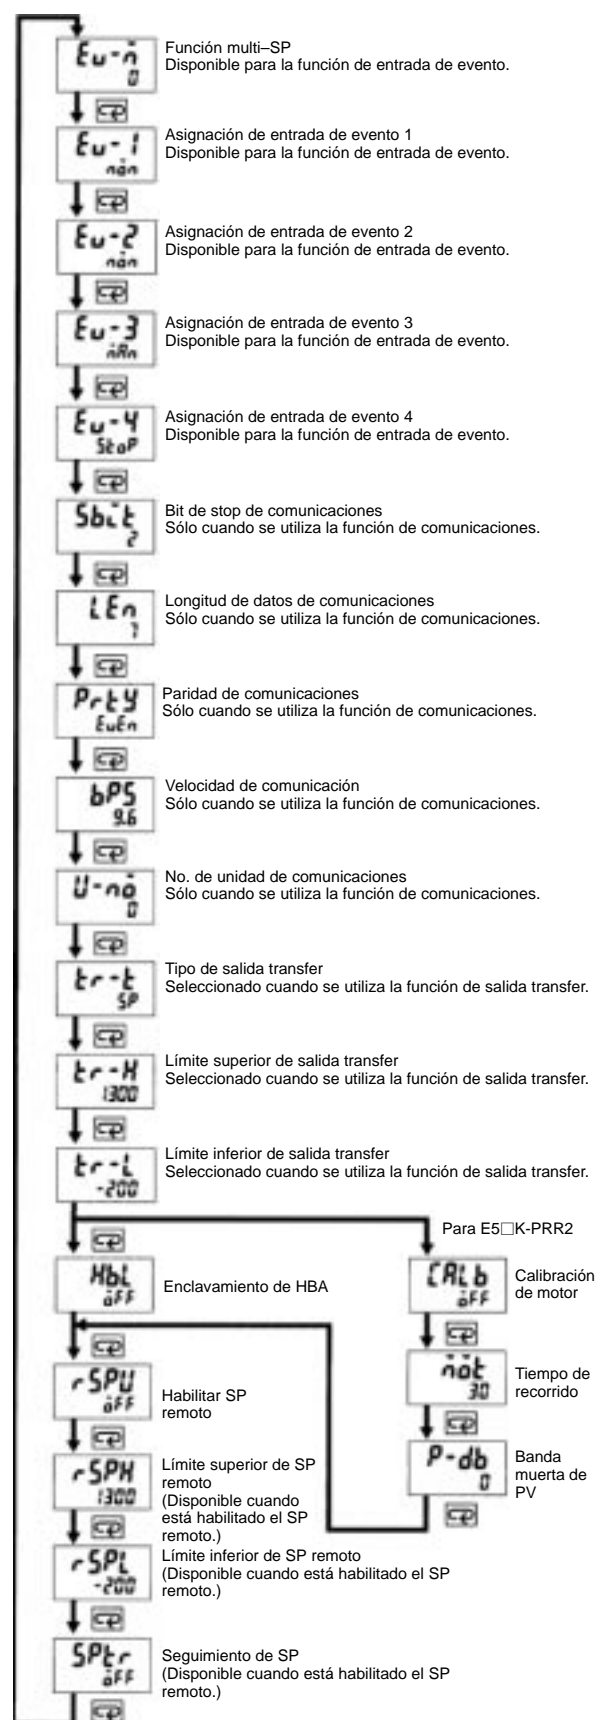 Eu-ñ
0
Función multi–SP
Disponible para la función de entrada de evento.
Eu-1
nön
Asignación de entrada de evento 1
Disponible para la función de entrada de evento.
Eu-2
nön
Asignación de entrada de evento 2
Disponible para la función de entrada de evento.
Eu-3
ñAn
Asignación de entrada de evento 3
Disponible para la función de entrada de evento.
Eu-4
StoP
Asignación de entrada de evento 4
Disponible para la función de entrada de evento.
Sbit
2
Bit de stop de comunicaciones
Sólo cuando se utiliza la función de comunicaciones.
LEn
7
Longitud de datos de comunicaciones
Sólo cuando se utiliza la función de comunicaciones.
PrtY
EuEn
Paridad de comunicaciones
Sólo cuando se utiliza la función de comunicaciones.
bPS
9.6
Velocidad de comunicación
Sólo cuando se utiliza la función de comunicaciones.
U-nö
0
No. de unidad de comunicaciones
Sólo cuando se utiliza la función de comunicaciones.
tr-t
SP
Tipo de salida transfer
Seleccionado cuando se utiliza la función de salida transfer.
tr-H
1300
Límite superior de salida transfer
Seleccionado cuando se utiliza la función de salida transfer.
tr-L
-200
Límite inferior de salida transfer
Seleccionado cuando se utiliza la función de salida transfer.
Para E5□K-PRR2
HbL
öFF
Enclavamiento de HBA
CALb
öFF
Calibración
de motor
rSPU
öFF
Habilitar SP
remoto
ñöt
30
Tiempo de
recorrido
rSPH
1300
Límite superior de SP
remoto
(Disponible cuando
está habilitado el SP
remoto.)
P-db
0
Banda
muerta de
PV
rSPL
-200
Límite inferior de SP remoto
(Disponible cuando está habilitado el SP
remoto.)
SPtr
öFF
Seguimiento de SP
(Disponible cuando está habilitado el SP
remoto.)